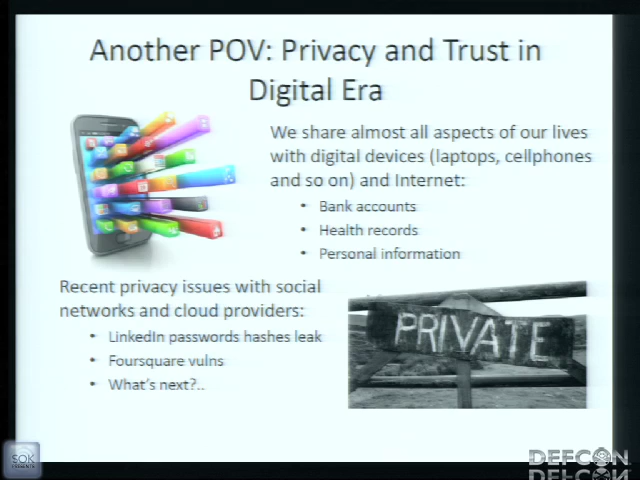 Another POV: Privacy and Trust in
Digital Era
We share almost all aspects of our lives
with digital devices (laptops, cellphones
and so on) and Internet:
• Bank accounts
• Health records
• Personal information
Recent privacy issues with social
networks and cloud providers:
• LinkedIn passwords hashes leak
• Foursquare vulns
• What's next?..
PRIVATE
SOK
PRESENTS
DEFCON
DEFCON